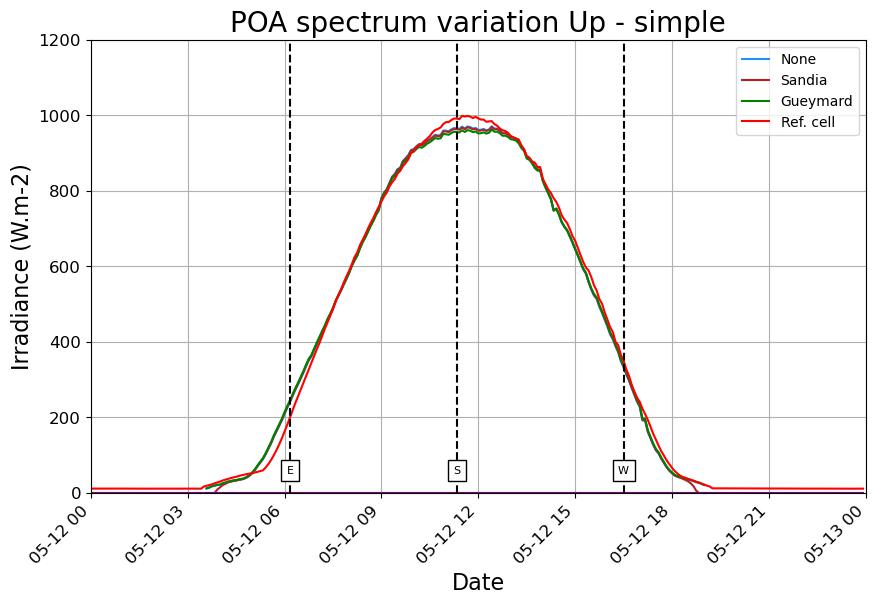 POA spectrum variation Up - simple
1200
1000
800
600
400
200
0
Irradiance (W.m-2)
None
Sandia
Gueymard
Ref. cell
E
S
W
05-12 00
05-12 03
05-12 06
05-12 09
05-12 12
05-12 15
05-12 18
05-12 21
05-13 00
Date